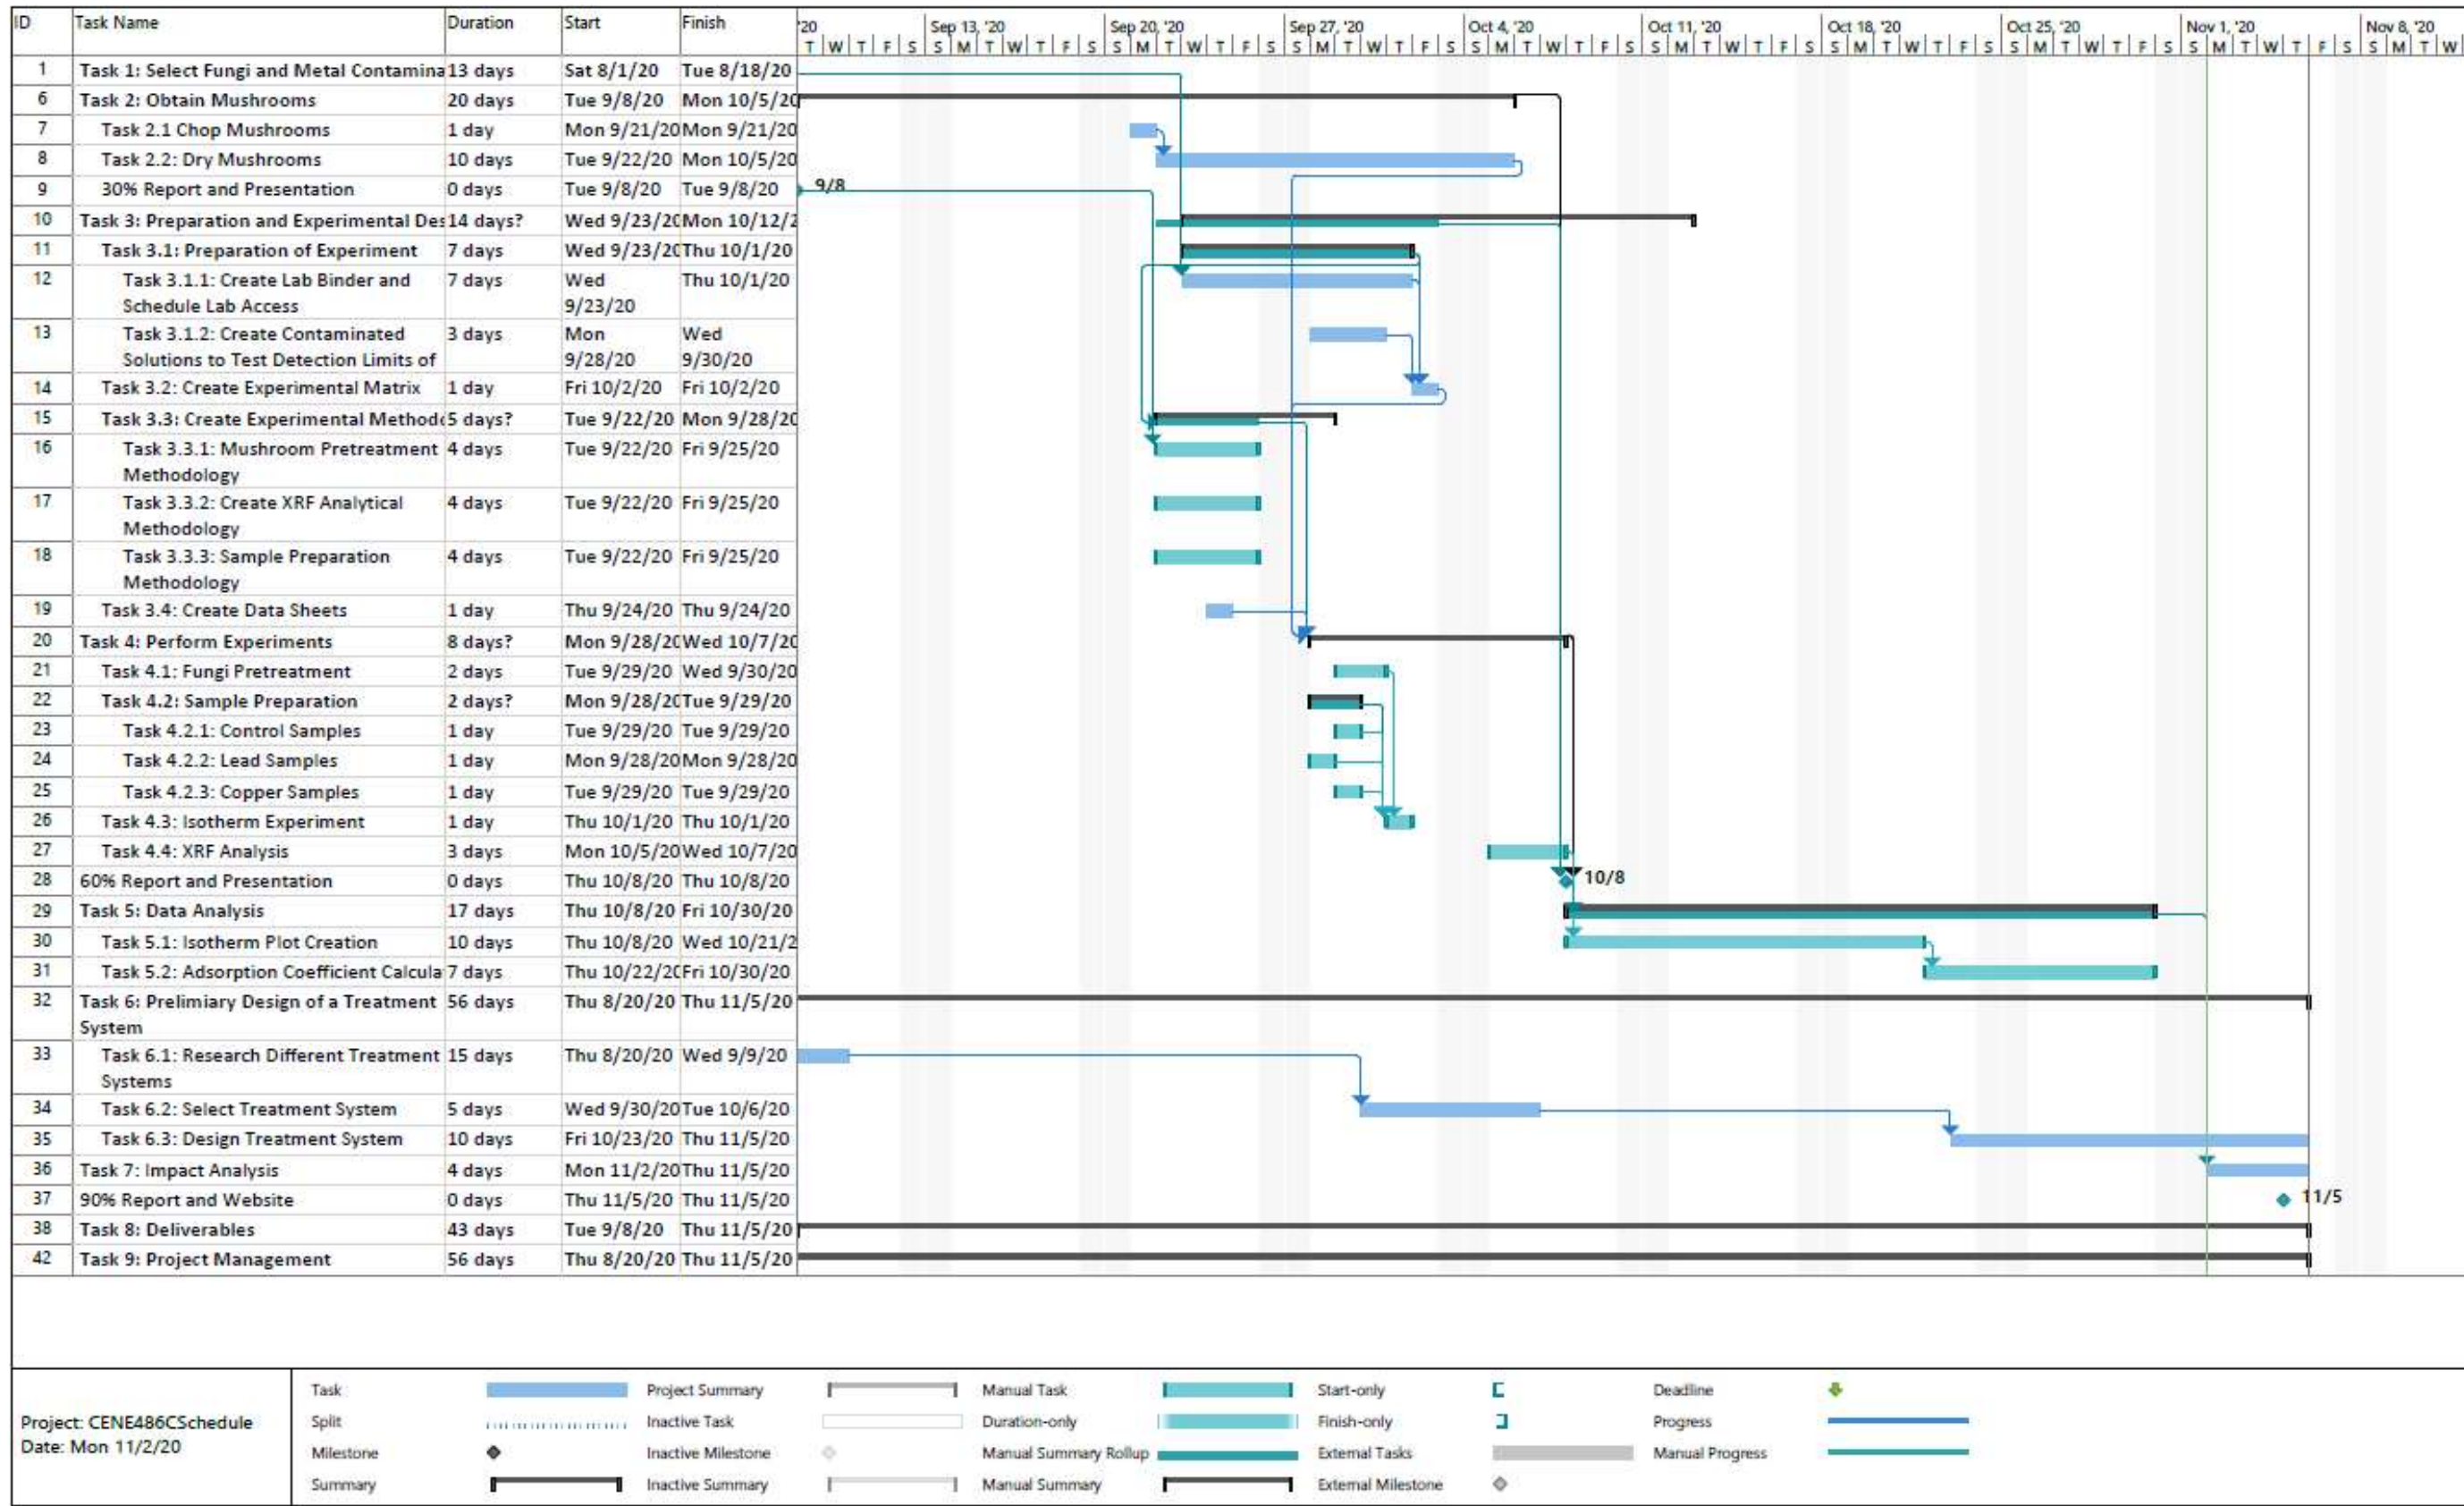 ID Task Name Duration Start Finish
'20 Sep 13, '20 Sep 20, '20 Sep 27, '20 Oct 4, '20 Oct 11, '20 Oct 18, '20 Oct 25, '20 Nov 1, '20 Nov 8, '20
T W T F S S M T W T F S S M T W T F S S M T W T F S S M T W T F S S M T W T F S S M T W T F S S M T W T F S S M T W T F S S M T W
1 Task 1: Select Fungi and Metal Contamina 13 days Sat 8/1/20 Tue 8/18/20
6 Task 2: Obtain Mushrooms 20 days Tue 9/8/20 Mon 10/5/20
7 Task 2.1 Chop Mushrooms 1 day Mon 9/21/20 Mon 9/21/20
8 Task 2.2: Dry Mushrooms 10 days Tue 9/22/20 Mon 10/5/20
9 30% Report and Presentation 0 days Tue 9/8/20 Tue 9/8/20 9/8
10 Task 3: Preparation and Experimental Des 14 days? Wed 9/23/20 Mon 10/12/2
11 Task 3.1: Preparation of Experiment 7 days Wed 9/23/20 Thu 10/1/20
12 Task 3.1.1: Create Lab Binder and 7 days Wed Thu 10/1/20
Schedule Lab Access 9/23/20
13 Task 3.1.2: Create Contaminated 3 days Mon Wed
Solutions to Test Detection Limits of 9/28/20 9/30/20
14 Task 3.2: Create Experimental Matrix 1 day Fri 10/2/20 Fri 10/2/20
15 Task 3.3: Create Experimental Methodo 5 days? Tue 9/22/20 Mon 9/28/20
16 Task 3.3.1: Mushroom Pretreatment 4 days Tue 9/22/20 Fri 9/25/20
Methodology
17 Task 3.3.2: Create XRF Analytical 4 days Tue 9/22/20 Fri 9/25/20
Methodology
18 Task 3.3.3: Sample Preparation 4 days Tue 9/22/20 Fri 9/25/20
Methodology
19 Task 3.4: Create Data Sheets 1 day Thu 9/24/20 Thu 9/24/20
20 Task 4: Perform Experiments 8 days? Mon 9/28/20 Wed 10/7/20
21 Task 4.1: Fungi Pretreatment 2 days Tue 9/29/20 Wed 9/30/20
22 Task 4.2: Sample Preparation 2 days? Mon 9/28/20 Tue 9/29/20
23 Task 4.2.1: Control Samples 1 day Tue 9/29/20 Tue 9/29/20
24 Task 4.2.2: Lead Samples 1 day Mon 9/28/20 Mon 9/28/20
25 Task 4.2.3: Copper Samples 1 day Tue 9/29/20 Tue 9/29/20
26 Task 4.3: Isotherm Experiment 1 day Thu 10/1/20 Thu 10/1/20
27 Task 4.4: XRF Analysis 3 days Mon 10/5/20 Wed 10/7/20
28 60% Report and Presentation 0 days Thu 10/8/20 Thu 10/8/20 10/8
29 Task 5: Data Analysis 17 days Thu 10/8/20 Fri 10/30/20
30 Task 5.1: Isotherm Plot Creation 10 days Thu 10/8/20 Wed 10/21/2
31 Task 5.2: Adsorption Coefficient Calcula 7 days Thu 10/22/20 Fri 10/30/20
32 Task 6: Prelimiary Design of a Treatment 56 days Thu 8/20/20 Thu 11/5/20
System
33 Task 6.1: Research Different Treatment 15 days Thu 8/20/20 Wed 9/9/20
Systems
34 Task 6.2: Select Treatment System 5 days Wed 9/30/20 Tue 10/6/20
35 Task 6.3: Design Treatment System 10 days Fri 10/23/20 Thu 11/5/20
36 Task 7: Impact Analysis 4 days Mon 11/2/20 Thu 11/5/20
37 90% Report and Website 0 days Thu 11/5/20 Thu 11/5/20 11/5
38 Task 8: Deliverables 43 days Tue 9/8/20 Thu 11/5/20
42 Task 9: Project Management 56 days Thu 8/20/20 Thu 11/5/20
Project: CENE486CSchedule
Date: Mon 11/2/20
Task Project Summary Manual Task Start-only Deadline
Split Inactive Task Duration-only Finish-only Progress
Milestone Inactive Milestone Manual Summary Rollup External Tasks Manual Progress
Summary Inactive Summary Manual Summary External Milestone